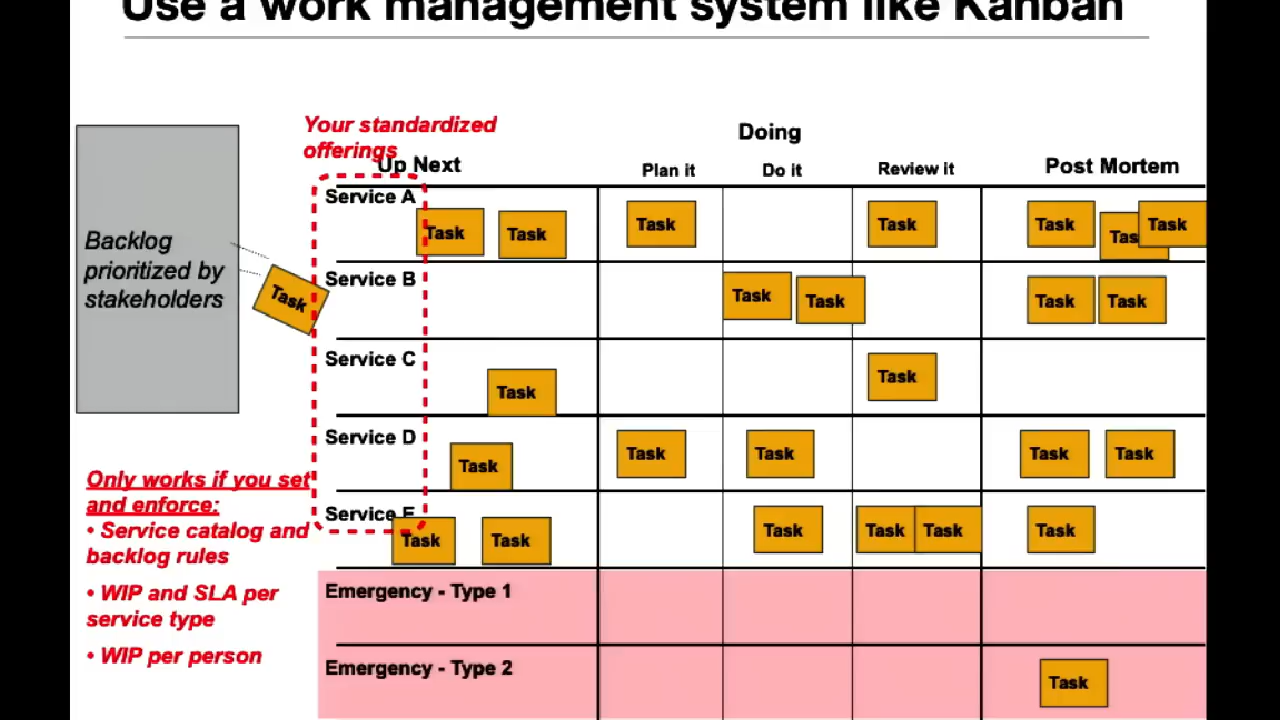 Use a work management system like Kanban
Your standardized
offerings
Up Next
Doing
Plan it
Do it
Review it
Post Mortem
Backlog
prioritized by
stakeholders
Task
Service A
Task
Task
Task
Task
Task
Tas
Task
Service B
Task
Task
Task
Task
Service C
Task
Task
Service D
Task
Task
Task
Task
Task
Service E
Task
Task
Task
Task
Task
Task
Emergency - Type 1
Emergency - Type 2
Task
Only works if you set
and enforce:
• Service catalog and
backlog rules
• WIP and SLA per
service type
• WIP per person